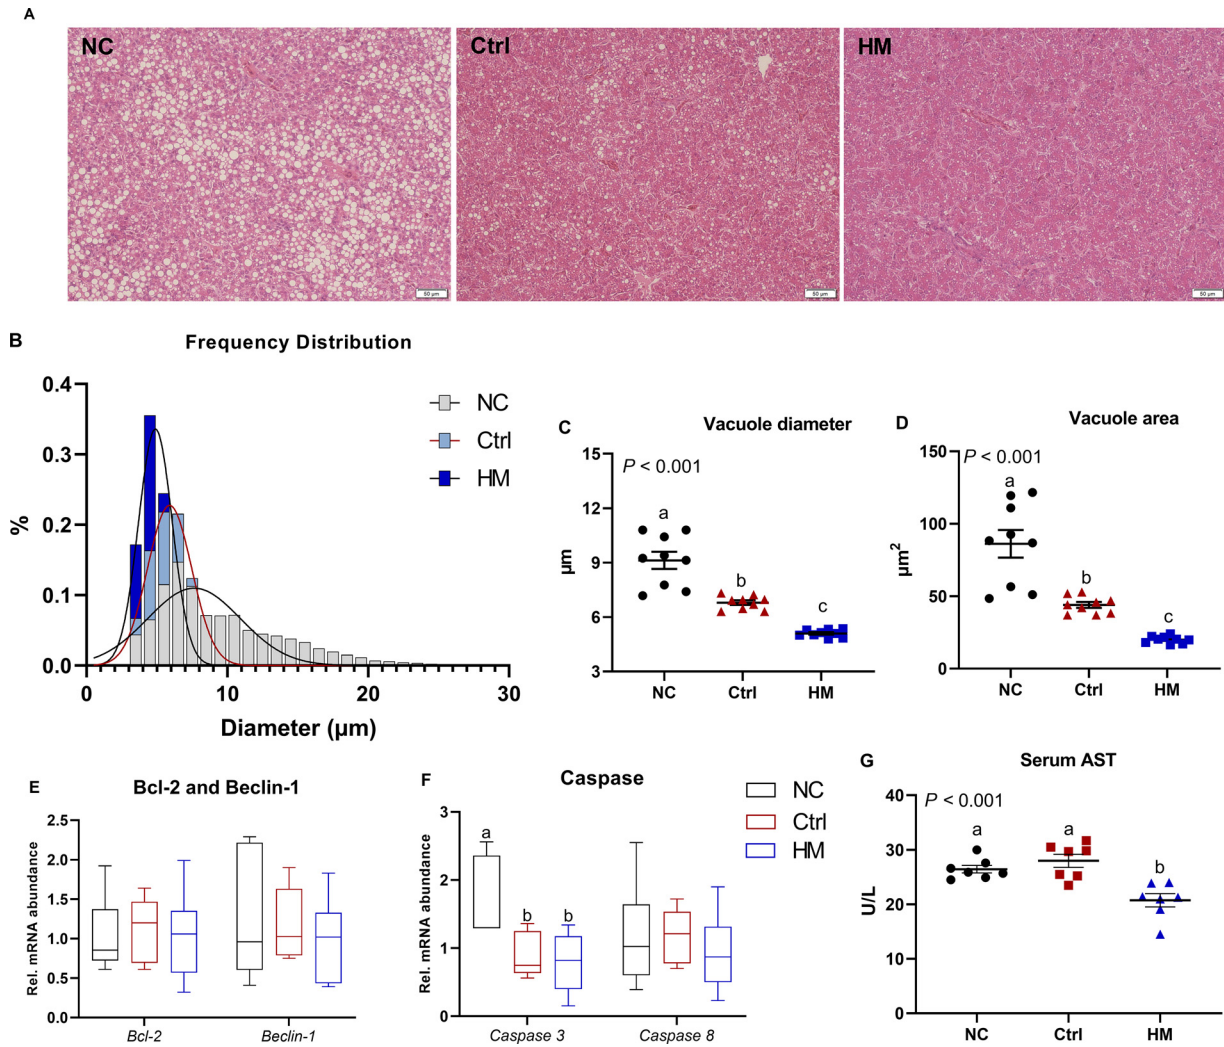 A
NC
Ctrl
HM
50 µm
50 µm
50 µm
B
Frequency Distribution
0.4
0.3
0.2
0.1
0.0
%
0
10
20
30
Diameter (µm)
NC
Ctrl
HM
C
Vacuole diameter
P < 0.001
15
12
9
6
3
µm
a
b
c
NC
Ctrl
HM
D
Vacuole area
P < 0.001
150
100
50
0
µm²
a
b
c
NC
Ctrl
HM
E
Bcl-2 and Beclin-1
2.5
2.0
1.5
1.0
0.5
0.0
Rel. mRNA abundance
Bcl-2
Beclin-1
F
Caspase
3
2
1
0
Rel. mRNA abundance
a
b
b
Caspase 3
Caspase 8
NC
Ctrl
HM
G
Serum AST
P < 0.001
40
30
20
10
0
U/L
a
a
b
NC
Ctrl
HM